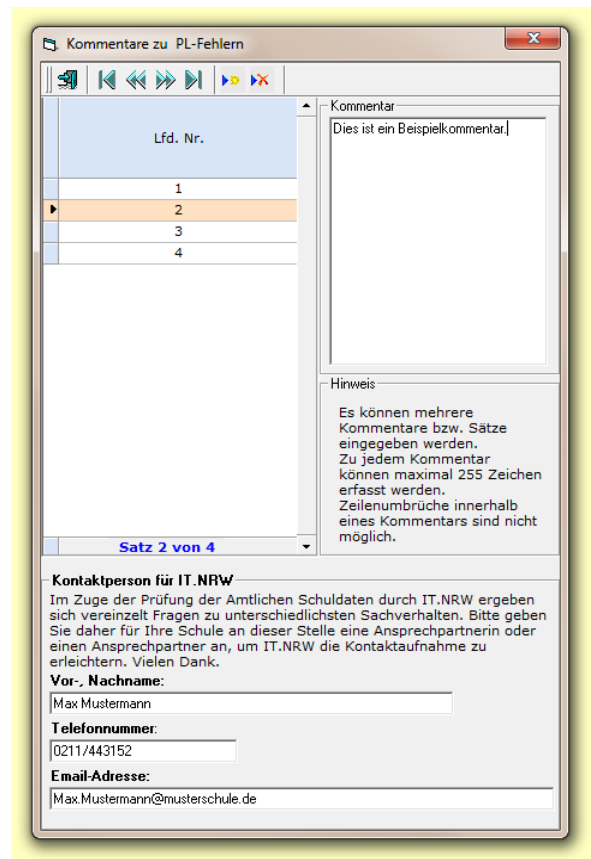 Kommentare zu PL-Fehlern
Lfd. Nr.
1
2
3
4
Satz 2 von 4
Kommentar
Dies ist ein Beispielkommentar.
Hinweis
Es können mehrere
Kommentare bzw. Sätze
eingegeben werden.
Zu jedem Kommentar
können maximal 255 Zeichen
erfasst werden.
Zeilenumbrüche innerhalb
eines Kommentars sind nicht
möglich.
Kontaktperson für IT.NRW
Im Zuge der Prüfung der Amtlichen Schuldaten durch IT.NRW ergeben
sich vereinzelt Fragen zu unterschiedlichsten Sachverhalten. Bitte geben
Sie daher für Ihre Schule an dieser Stelle eine Ansprechpartnerin oder
einen Ansprechpartner an, um IT.NRW die Kontaktaufnahme zu
erleichtern. Vielen Dank.
Vor-, Nachname:
Max Mustermann
Telefonnummer:
0211/443152
Email-Adresse:
Max.Mustermann@musterschule.de